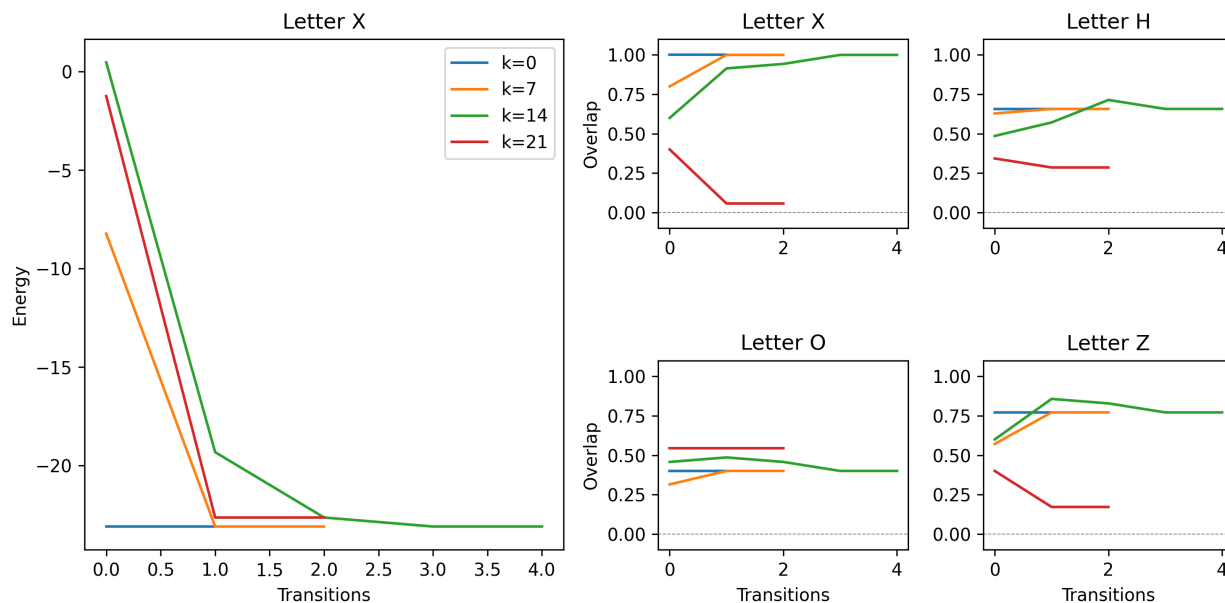 Letter X
Energy
0
−5
−10
−15
−20
0.0 0.5 1.0 1.5 2.0 2.5 3.0 3.5 4.0
Transitions
k=0
k=7
k=14
k=21
Letter X
Overlap
1.00
0.75
0.50
0.25
0.00
0 2 4
Letter H
1.00
0.75
0.50
0.25
0.00
0 2 4
Letter O
Overlap
1.00
0.75
0.50
0.25
0.00
0 2 4
Transitions
Letter Z
1.00
0.75
0.50
0.25
0.00
0 2 4
Transitions